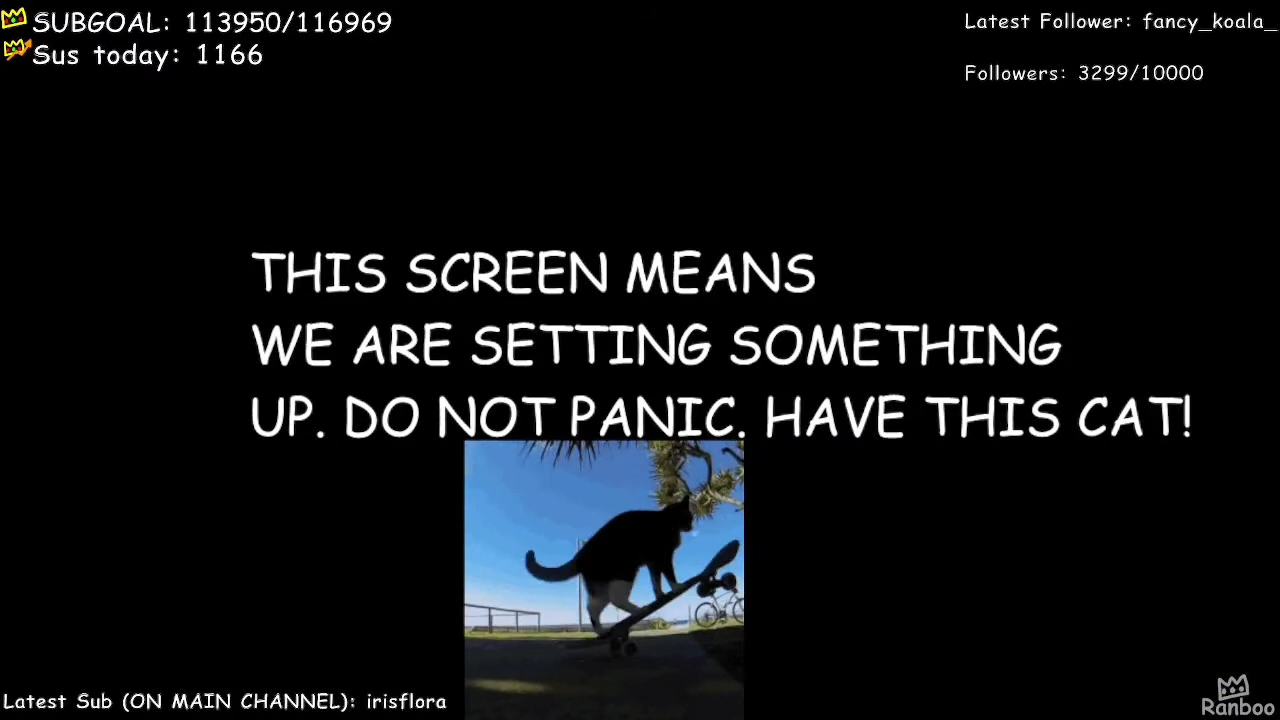 SUBGOAL: 113950/116969
Sus today: 1166
Latest Follower: fancy_koala_
Followers: 3299/10000
THIS SCREEN MEANS
WE ARE SETTING SOMETHING
UP. DO NOT PANIC. HAVE THIS CAT!
Latest Sub (ON MAIN CHANNEL): irisflora
Ranboo